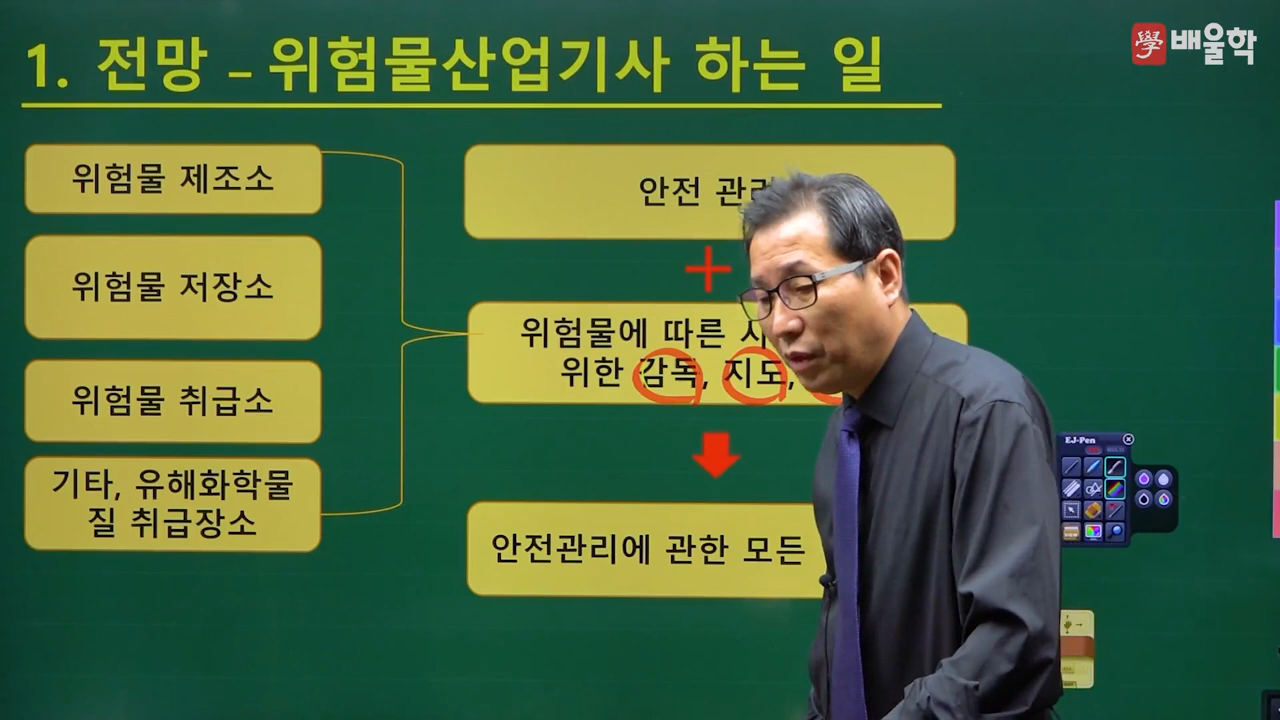 1. 전망 – 위험물산업기사 하는 일
學 배울학
위험물 제조소
위험물 저장소
위험물 취급소
기타, 유해화학물
질 취급장소
안전
위험물에 따른
위한 감독, 지도,
안전관리에 관한 모든
EJ-Pen